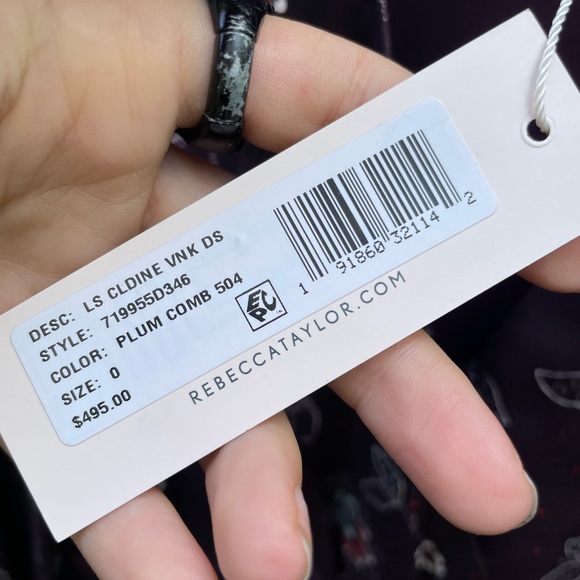 DESC: LS CLDINE VNK DS
STYLE: 719955D346
COLOR: PLUM COMB 504
SIZE: 0
$495.00
EPC
1 91860 32114 2
REBECCATAYLOR.COM